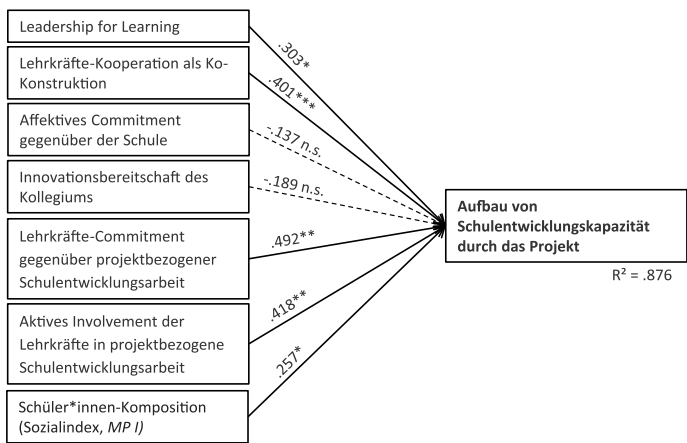 Leadership for Learning
Lehrkräfte-Kooperation als Ko-
Konstruktion
Affektives Commitment
gegenüber der Schule
Innovationsbereitschaft des
Kollegiums
Lehrkräfte-Commitment
gegenüber projektbezogener
Schulentwicklungsarbeit
Aktives Involvement der
Lehrkräfte in projektbezogene
Schulentwicklungsarbeit
Schüler*innen-Komposition
(Sozialindex, MP I)
.303*
.401***
-.137 n.s.
-.189 n.s.
.492**
.418**
.257*
Aufbau von
Schulentwicklungskapazität
durch das Projekt
R² = .876